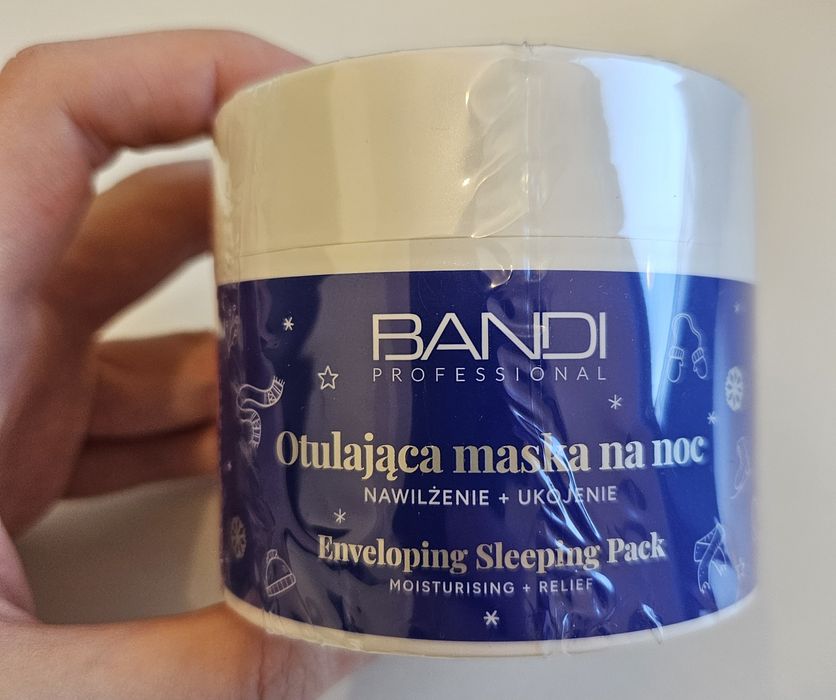 BANDI
PROFESSIONAL
Otulająca maska na noc
NAWILŻENIE + UKOJENIE
Enveloping Sleeping Pack
MOISTURISING + RELIEF